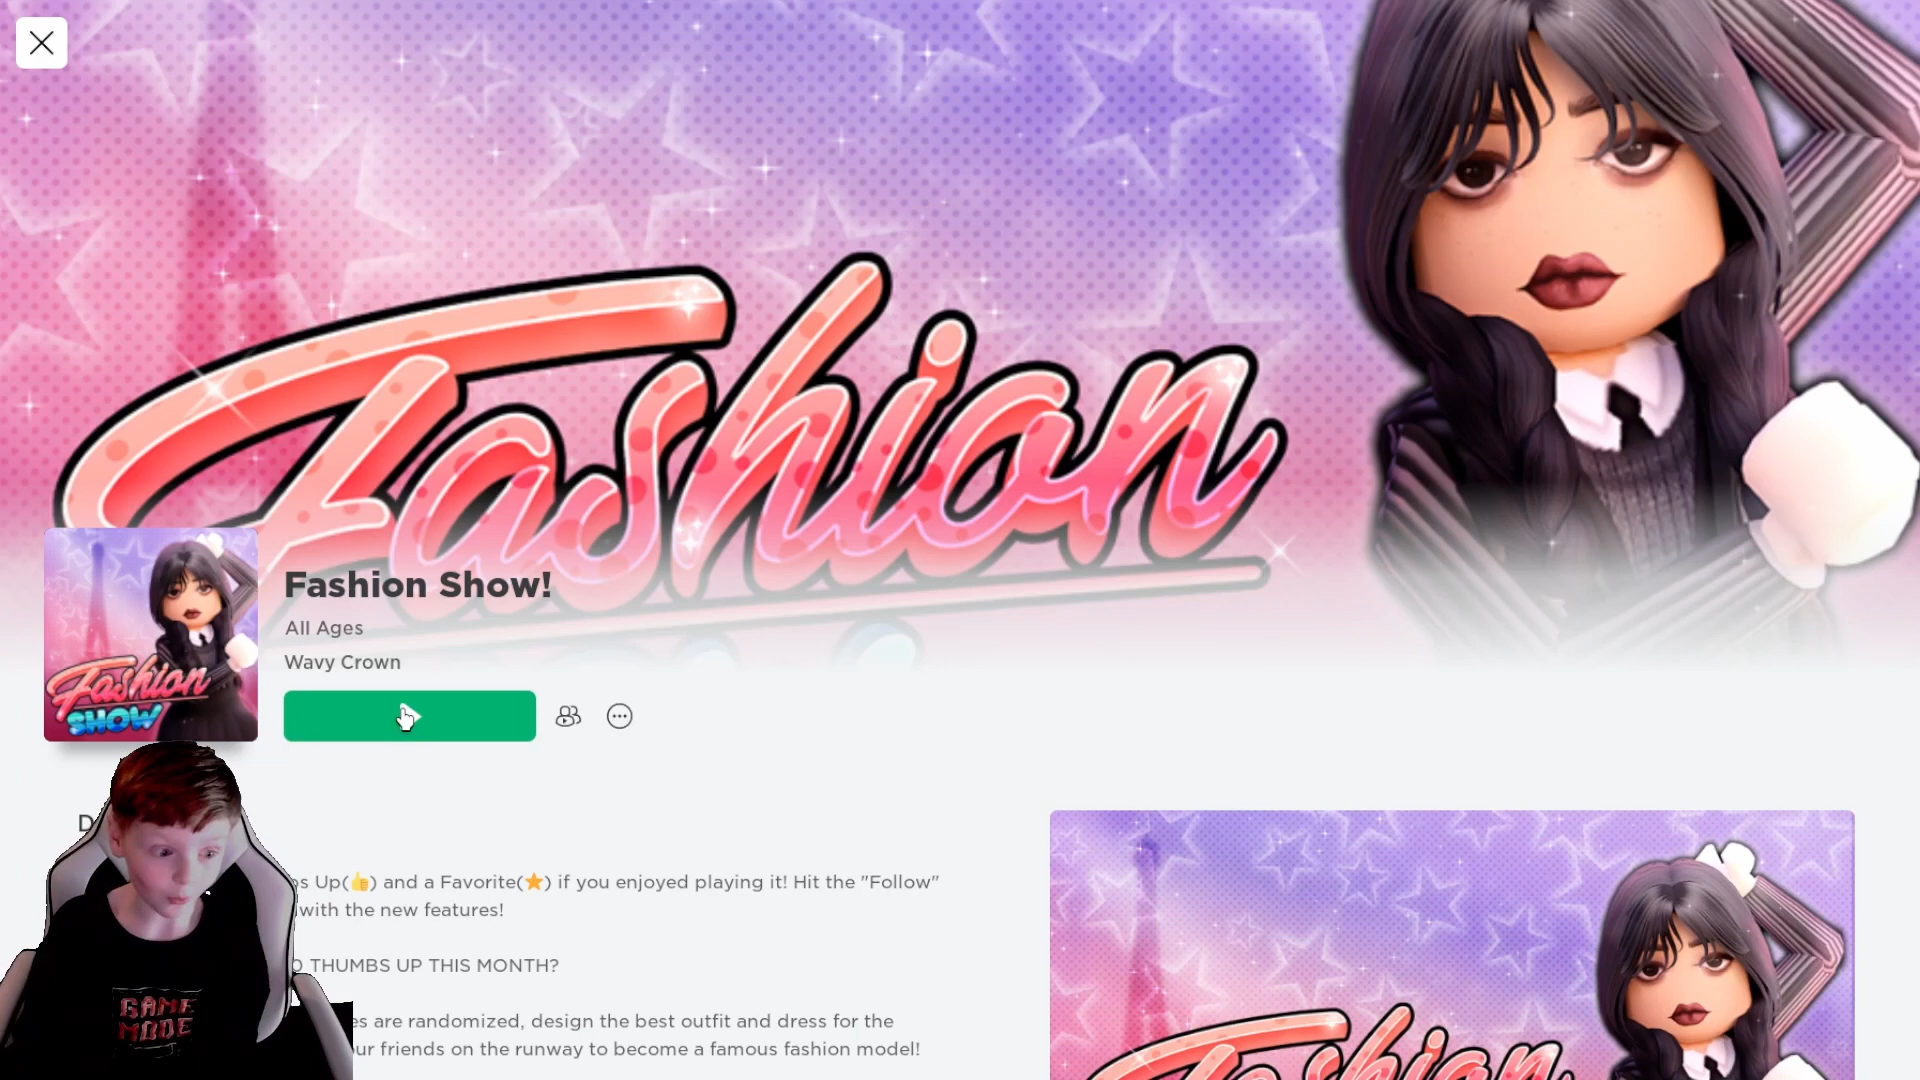 Fashion
Fashion Show!
All Ages
Wavy Crown
Fashion
SHOW
D
os Up(👍) and a Favorite(⭐) if you enjoyed playing it! Hit the "Follow"
with the new features!
THUMBS UP THIS MONTH?
es are randomized, design the best outfit and dress for the
ur friends on the runway to become a famous fashion model!
GAME
MODE
Fashion